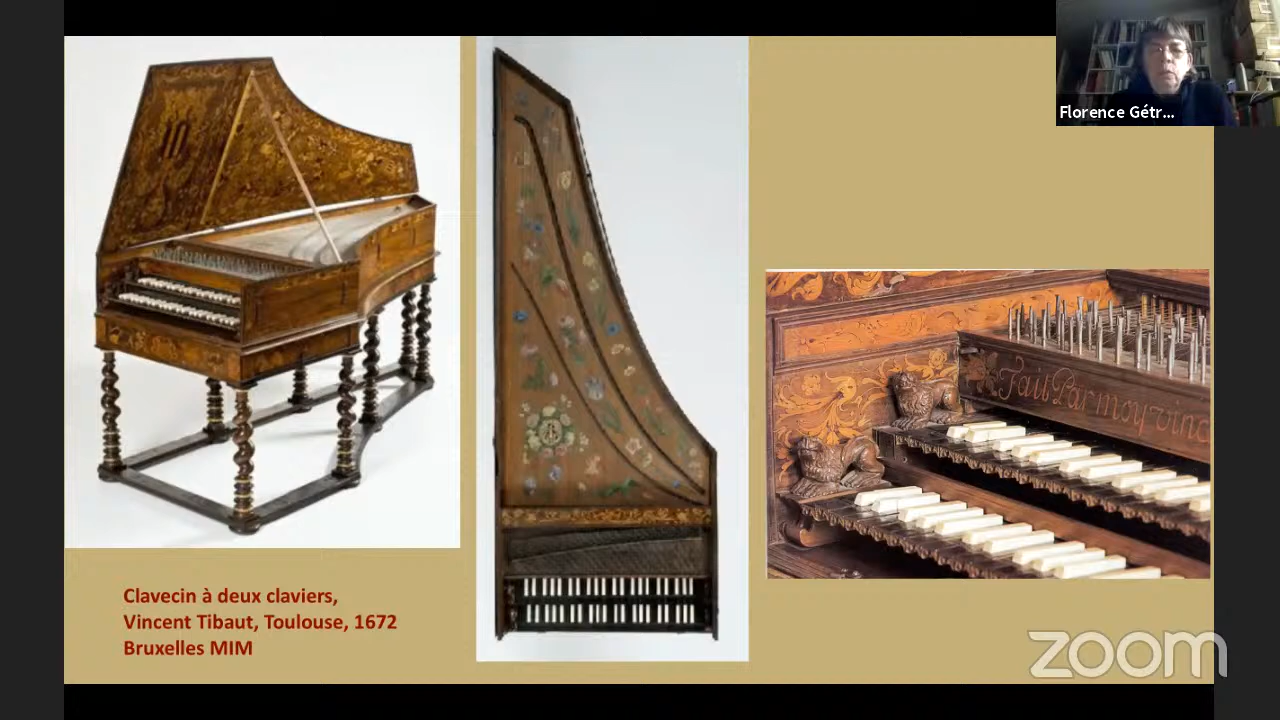 Florence Gétr...
Fait Par moy vinc
Clavecin à deux claviers,
Vincent Tibaut, Toulouse, 1672
Bruxelles MIM
zoom